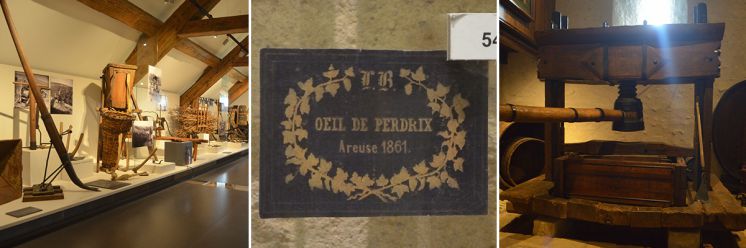 54
L. B.
OEIL DE PERDRIX
Areuse 1861.